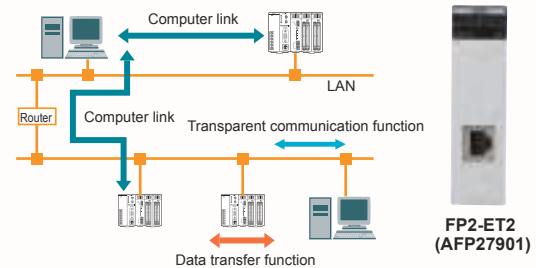 Computer link
LAN
Router
Computer link
Transparent communication function
Data transfer function
FP2-ET2
(AFP27901)